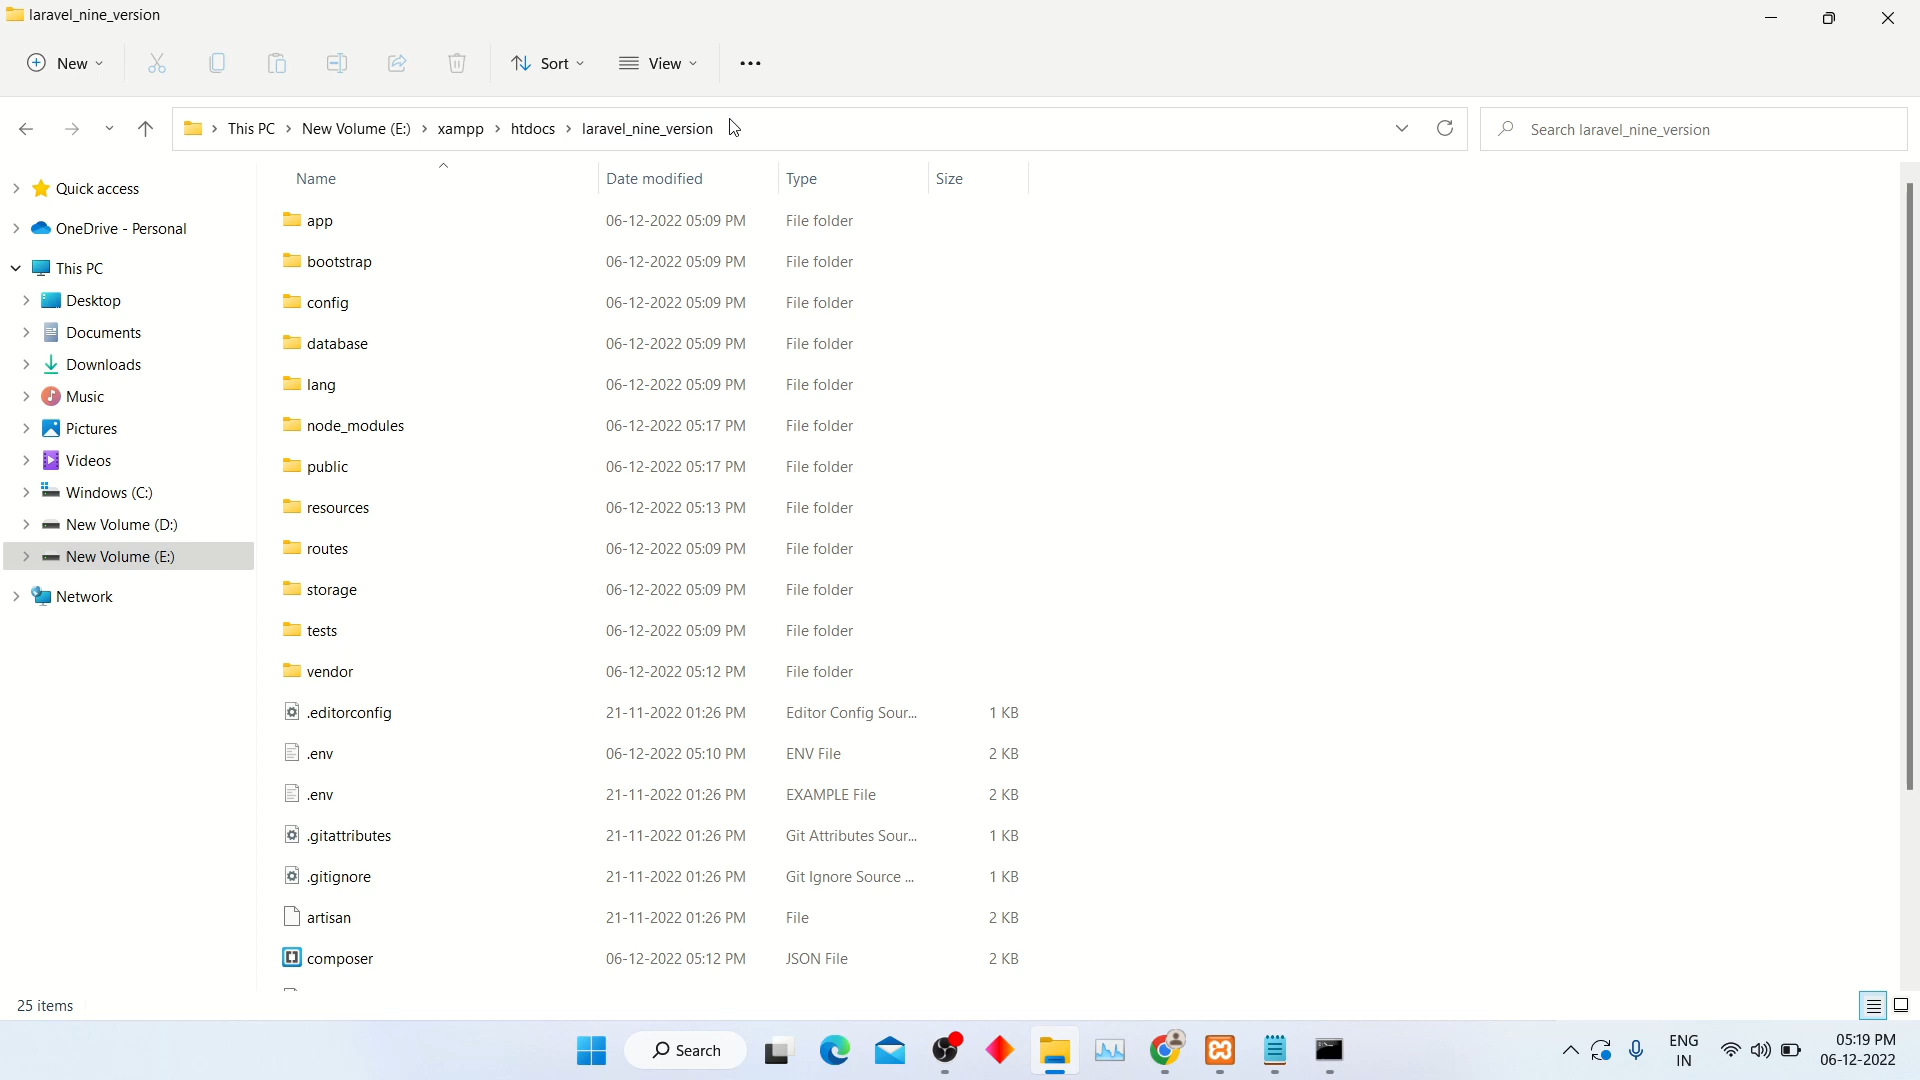 laravel_nine_version
New
Sort
View
This PC > New Volume (E:) > xampp > htdocs > laravel_nine_version
Search laravel_nine_version
Quick access
OneDrive - Personal
This PC
Desktop
Documents
Downloads
Music
Pictures
Videos
Windows (C:)
New Volume (D:)
New Volume (E:)
Network
Name Date modified Type Size
app 06-12-2022 05:09 PM File folder
bootstrap 06-12-2022 05:09 PM File folder
config 06-12-2022 05:09 PM File folder
database 06-12-2022 05:09 PM File folder
lang 06-12-2022 05:09 PM File folder
node_modules 06-12-2022 05:17 PM File folder
public 06-12-2022 05:17 PM File folder
resources 06-12-2022 05:13 PM File folder
routes 06-12-2022 05:09 PM File folder
storage 06-12-2022 05:09 PM File folder
tests 06-12-2022 05:09 PM File folder
vendor 06-12-2022 05:12 PM File folder
.editorconfig 21-11-2022 01:26 PM Editor Config Sour... 1 KB
.env 06-12-2022 05:10 PM ENV File 2 KB
.env 21-11-2022 01:26 PM EXAMPLE File 2 KB
.gitattributes 21-11-2022 01:26 PM Git Attributes Sour... 1 KB
.gitignore 21-11-2022 01:26 PM Git Ignore Source ... 1 KB
artisan 21-11-2022 01:26 PM File 2 KB
composer 06-12-2022 05:12 PM JSON File 2 KB
25 items
Search
ENG
IN
05:19 PM
06-12-2022